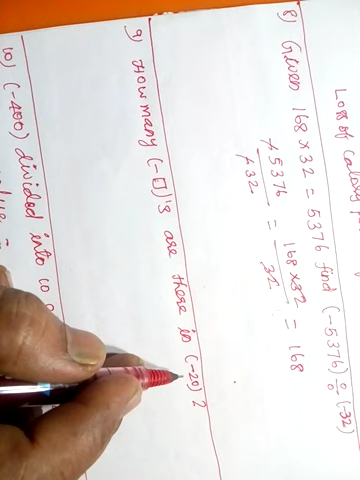 Loss of
8) Given 168 × 32 = 5376 find (-5376) ÷ (-32)
-5376 / -32 = 168×32 / 32 = 168
9) How many (-5)'s are there in (-20)?
10) (-400) divided into 10